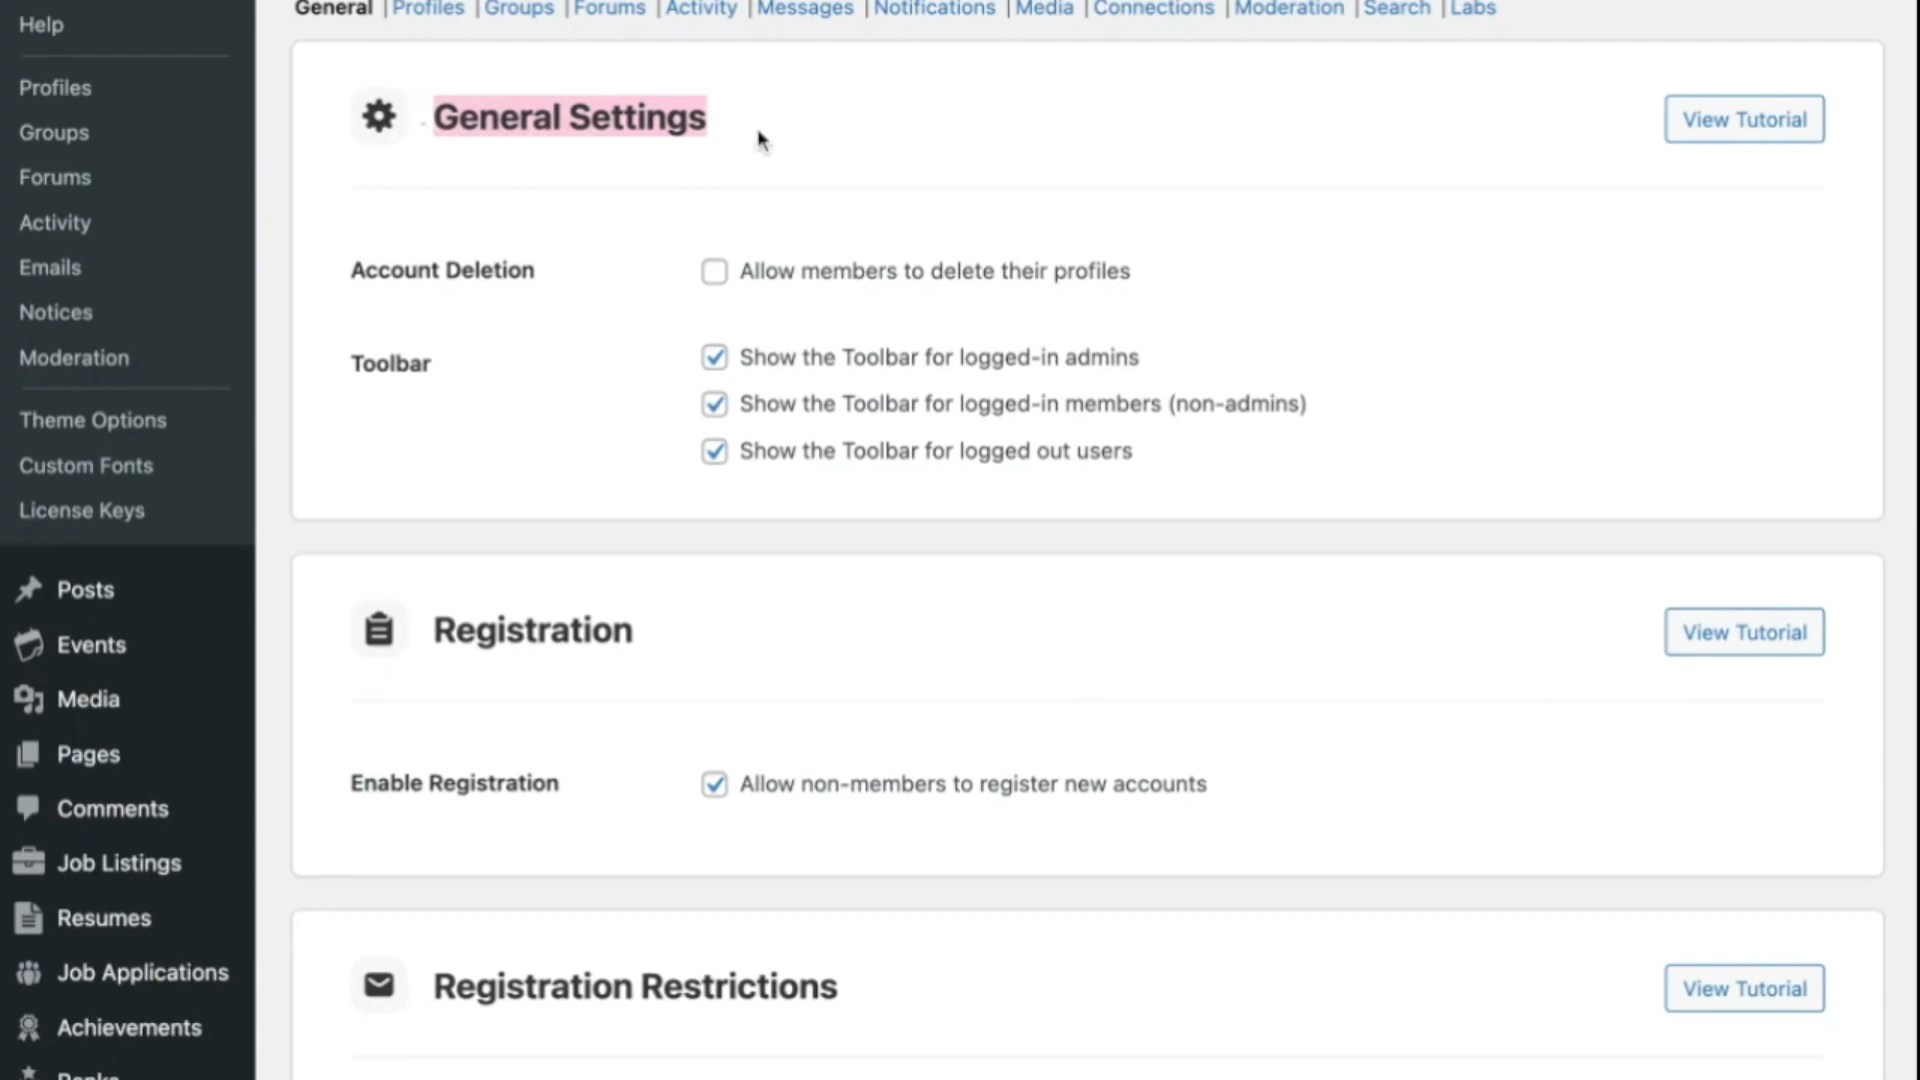 General | Profiles | Groups | Forums | Activity | Messages | Notifications | Media | Connections | Moderation | Search | Labs
Help
Profiles
Groups
Forums
Activity
Emails
Notices
Moderation
Theme Options
Custom Fonts
License Keys
Posts
Events
Media
Pages
Comments
Job Listings
Resumes
Job Applications
Achievements
General Settings
View Tutorial
Account Deletion
Allow members to delete their profiles
Toolbar
Show the Toolbar for logged-in admins
Show the Toolbar for logged-in members (non-admins)
Show the Toolbar for logged out users
Registration
View Tutorial
Enable Registration
Allow non-members to register new accounts
Registration Restrictions
View Tutorial